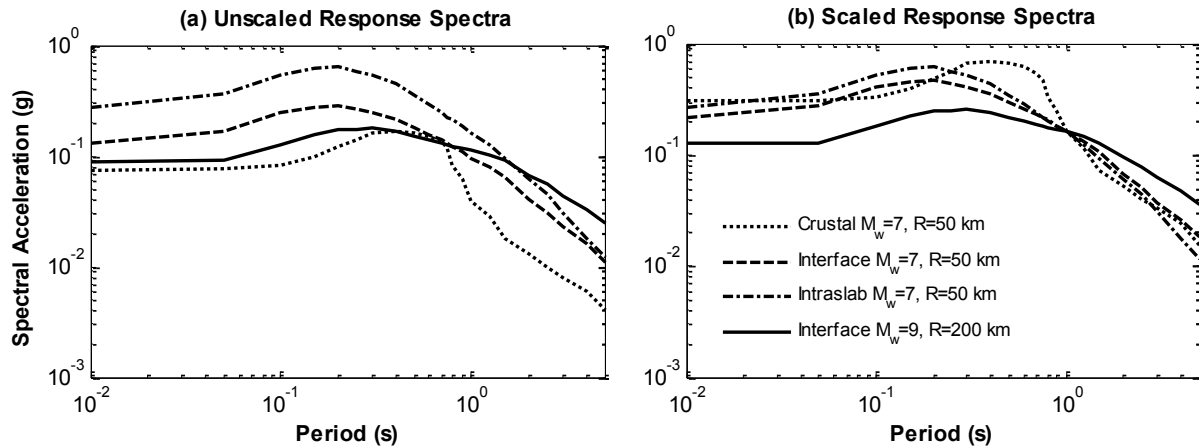 (a) Unscaled Response Spectra
10^0
10^-1
10^-2
10^-3
Spectral Acceleration (g)
10^-2
10^-1
10^0
Period (s)
(b) Scaled Response Spectra
10^0
10^-1
10^-2
10^-3
Crustal M_w=7, R=50 km
Interface M_w=7, R=50 km
Intraslab M_w=7, R=50 km
Interface M_w=9, R=200 km
10^-2
10^-1
10^0
Period (s)